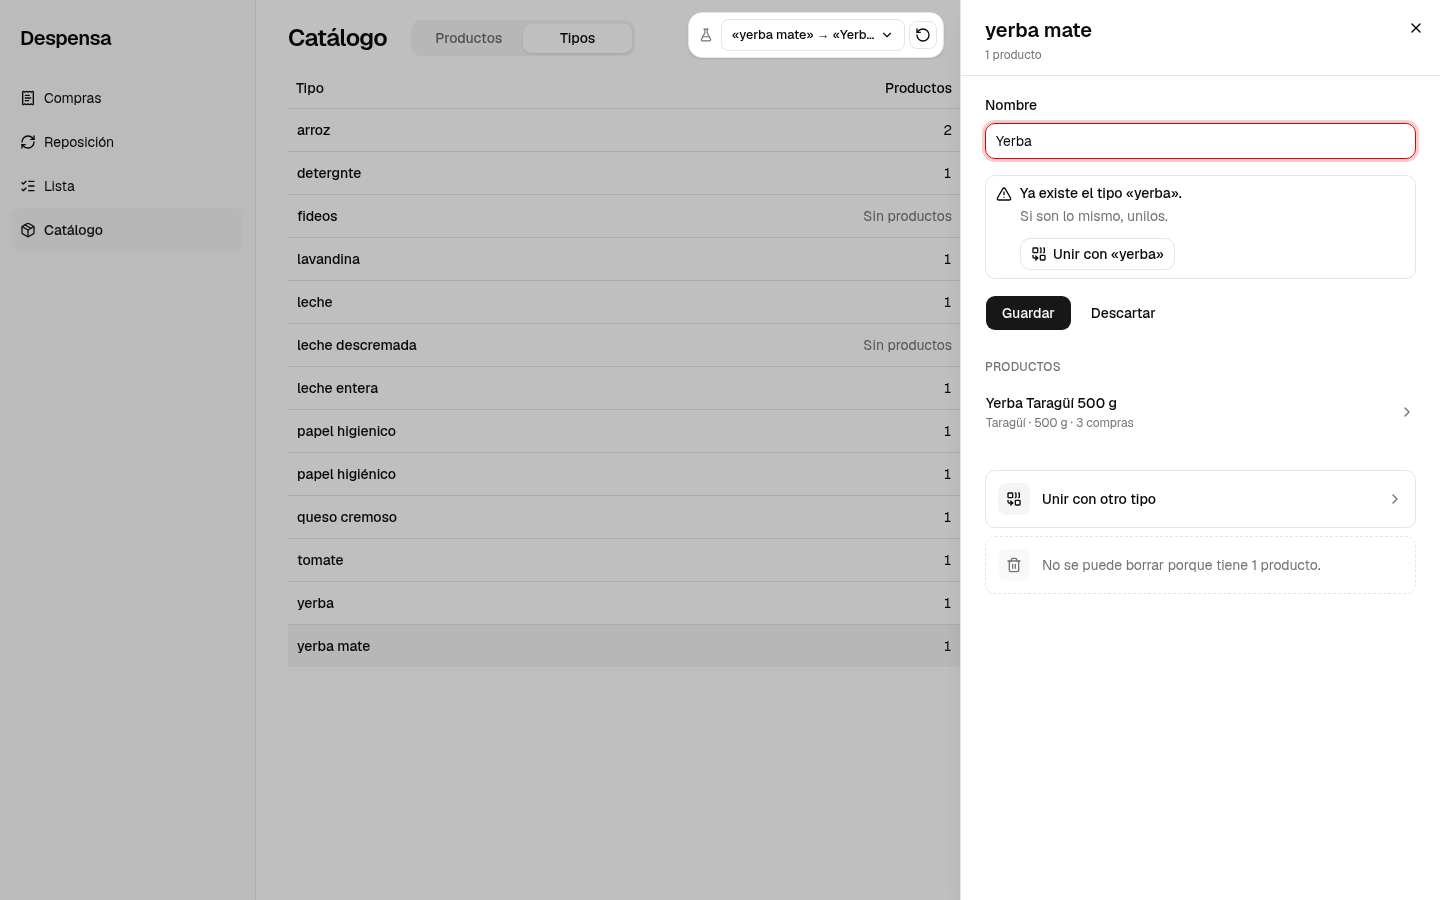 Despensa
Compras
Reposición
Lista
Catálogo
Catálogo
Productos
Tipos
«yerba mate» → «Yerb...
Tipo
Productos
arroz
2
detergnte
1
fideos
Sin productos
lavandina
1
leche
1
leche descremada
Sin productos
leche entera
1
papel higienico
1
papel higiénico
1
queso cremoso
1
tomate
1
yerba
1
yerba mate
1
yerba mate
1 producto
Nombre
Yerba
Ya existe el tipo «yerba».
Si son lo mismo, unilos.
Unir con «yerba»
Guardar
Descartar
PRODUCTOS
Yerba Taragüí 500 g
Taragüí · 500 g · 3 compras
Unir con otro tipo
No se puede borrar porque tiene 1 producto.